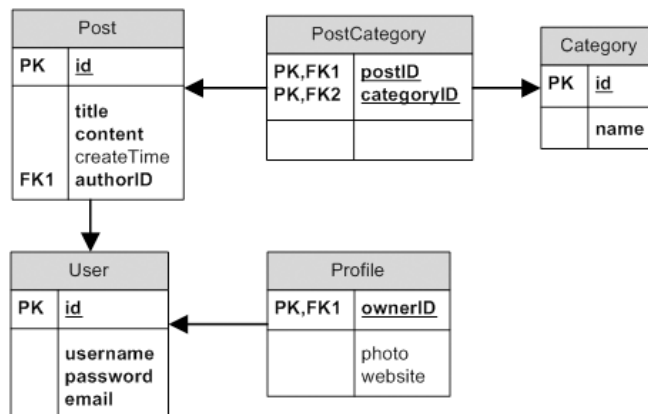 Post
PK id
title
content
createTime
FK1 authorID
PostCategory
PK,FK1 postID
PK,FK2 categoryID
Category
PK id
name
User
PK id
username
password
email
Profile
PK,FK1 ownerID
photo
website